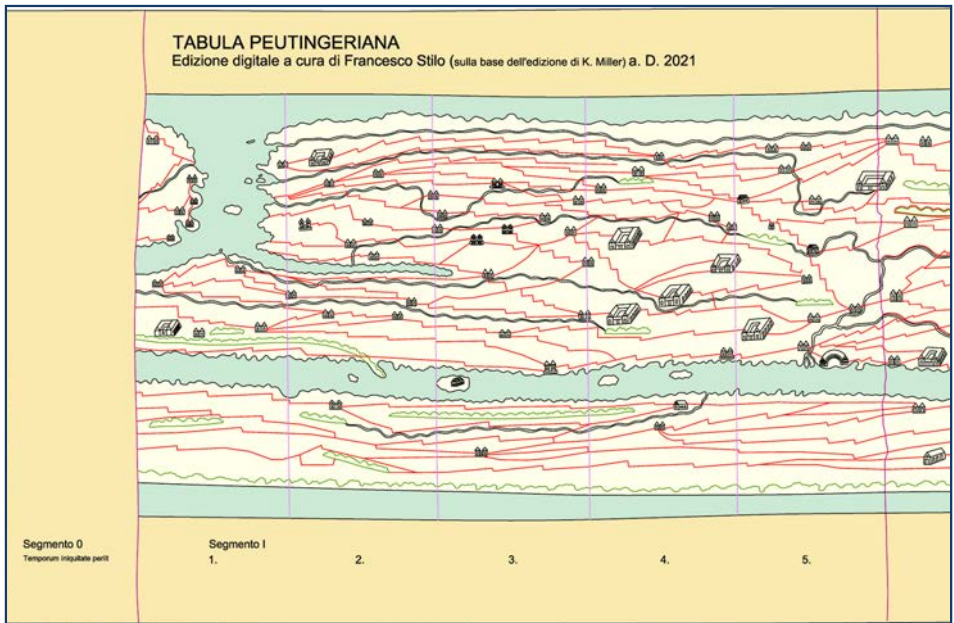 TABULA PEUTINGERIANA
Edizione digitale a cura di Francesco Stilo (sulla base dell'edizione di K. Miller) a. D. 2021
Segmento 0
Temporum iniquitate periit
Segmento I
1.
2.
3.
4.
5.